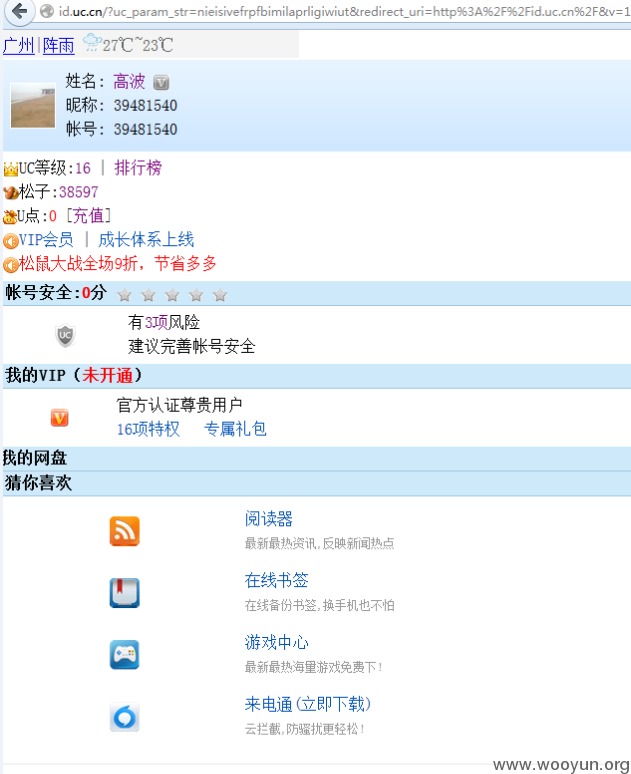 id.uc.cn/?uc_param_str=nieisivefrpfbimilaprligiwiut&redirect_uri=http%3A%2F%2Fid.uc.cn%2F&v=1
广州|阵雨 27℃~23℃
姓名: 高波
昵称: 39481540
帐号: 39481540
UC等级:16 | 排行榜
松子:38597
U点:0 [充值]
VIP会员 | 成长体系上线
松鼠大战全场9折，节省多多
帐号安全:0分
UC
有3项风险
建议完善帐号安全
我的VIP（未开通）
官方认证尊贵用户
16项特权 专属礼包
我的网盘
猜你喜欢
阅读器
最新最热资讯,反映新闻热点
在线书签
在线备份书签,换手机也不怕
游戏中心
最新最热海量游戏免费下!
来电通(立即下载)
云拦截,防骚扰更轻松!
www.wooyun.org